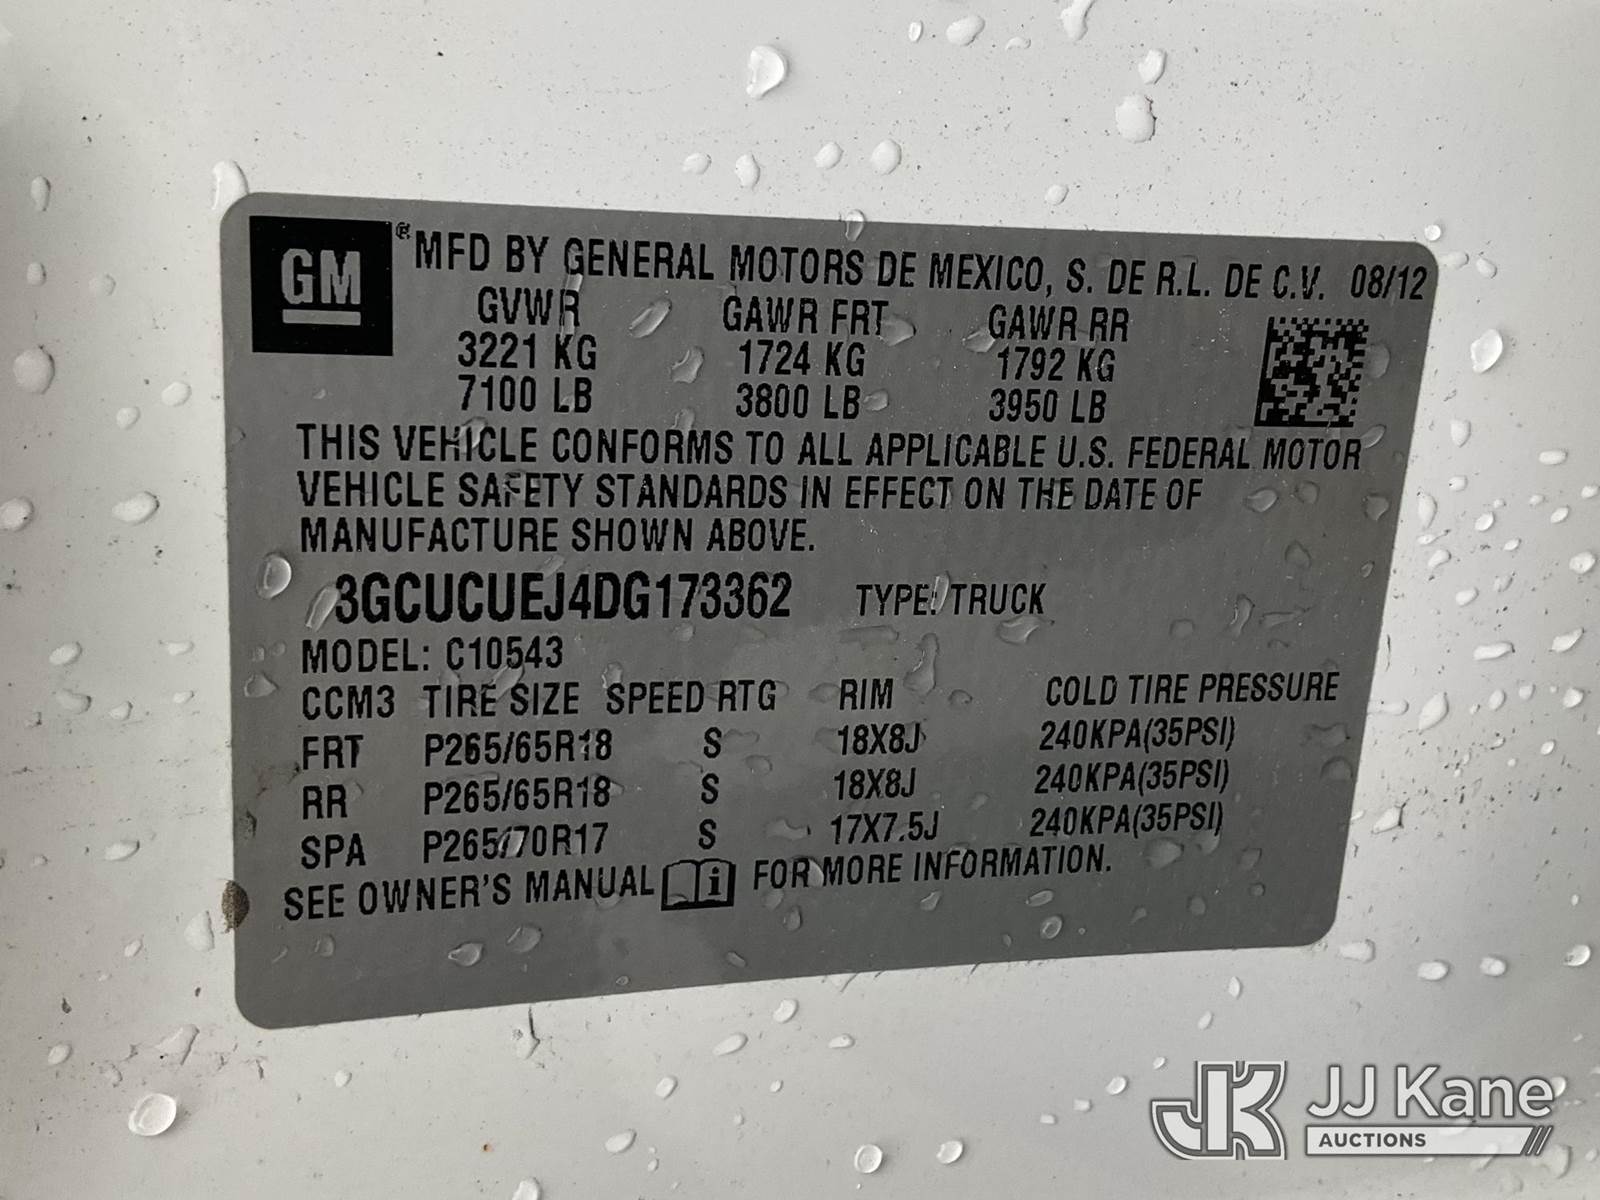 GM
® MFD BY GENERAL MOTORS DE MEXICO, S. DE R.L. DE C.V. 08/12
GVWR GAWR FRT GAWR RR
3221 KG 1724 KG 1792 KG
7100 LB 3800 LB 3950 LB
THIS VEHICLE CONFORMS TO ALL APPLICABLE U.S. FEDERAL MOTOR
VEHICLE SAFETY STANDARDS IN EFFECT ON THE DATE OF
MANUFACTURE SHOWN ABOVE.
3GCUCUEJ4DG173362 TYPE: TRUCK
MODEL: C10543
CCM3 TIRE SIZE SPEED RTG RIM COLD TIRE PRESSURE
FRT P265/65R18 S 18X8J 240KPA(35PSI)
RR P265/65R18 S 18X8J 240KPA(35PSI)
SPA P265/70R17 S 17X7.5J 240KPA(35PSI)
SEE OWNER'S MANUAL i FOR MORE INFORMATION.
JK JJ Kane
AUCTIONS